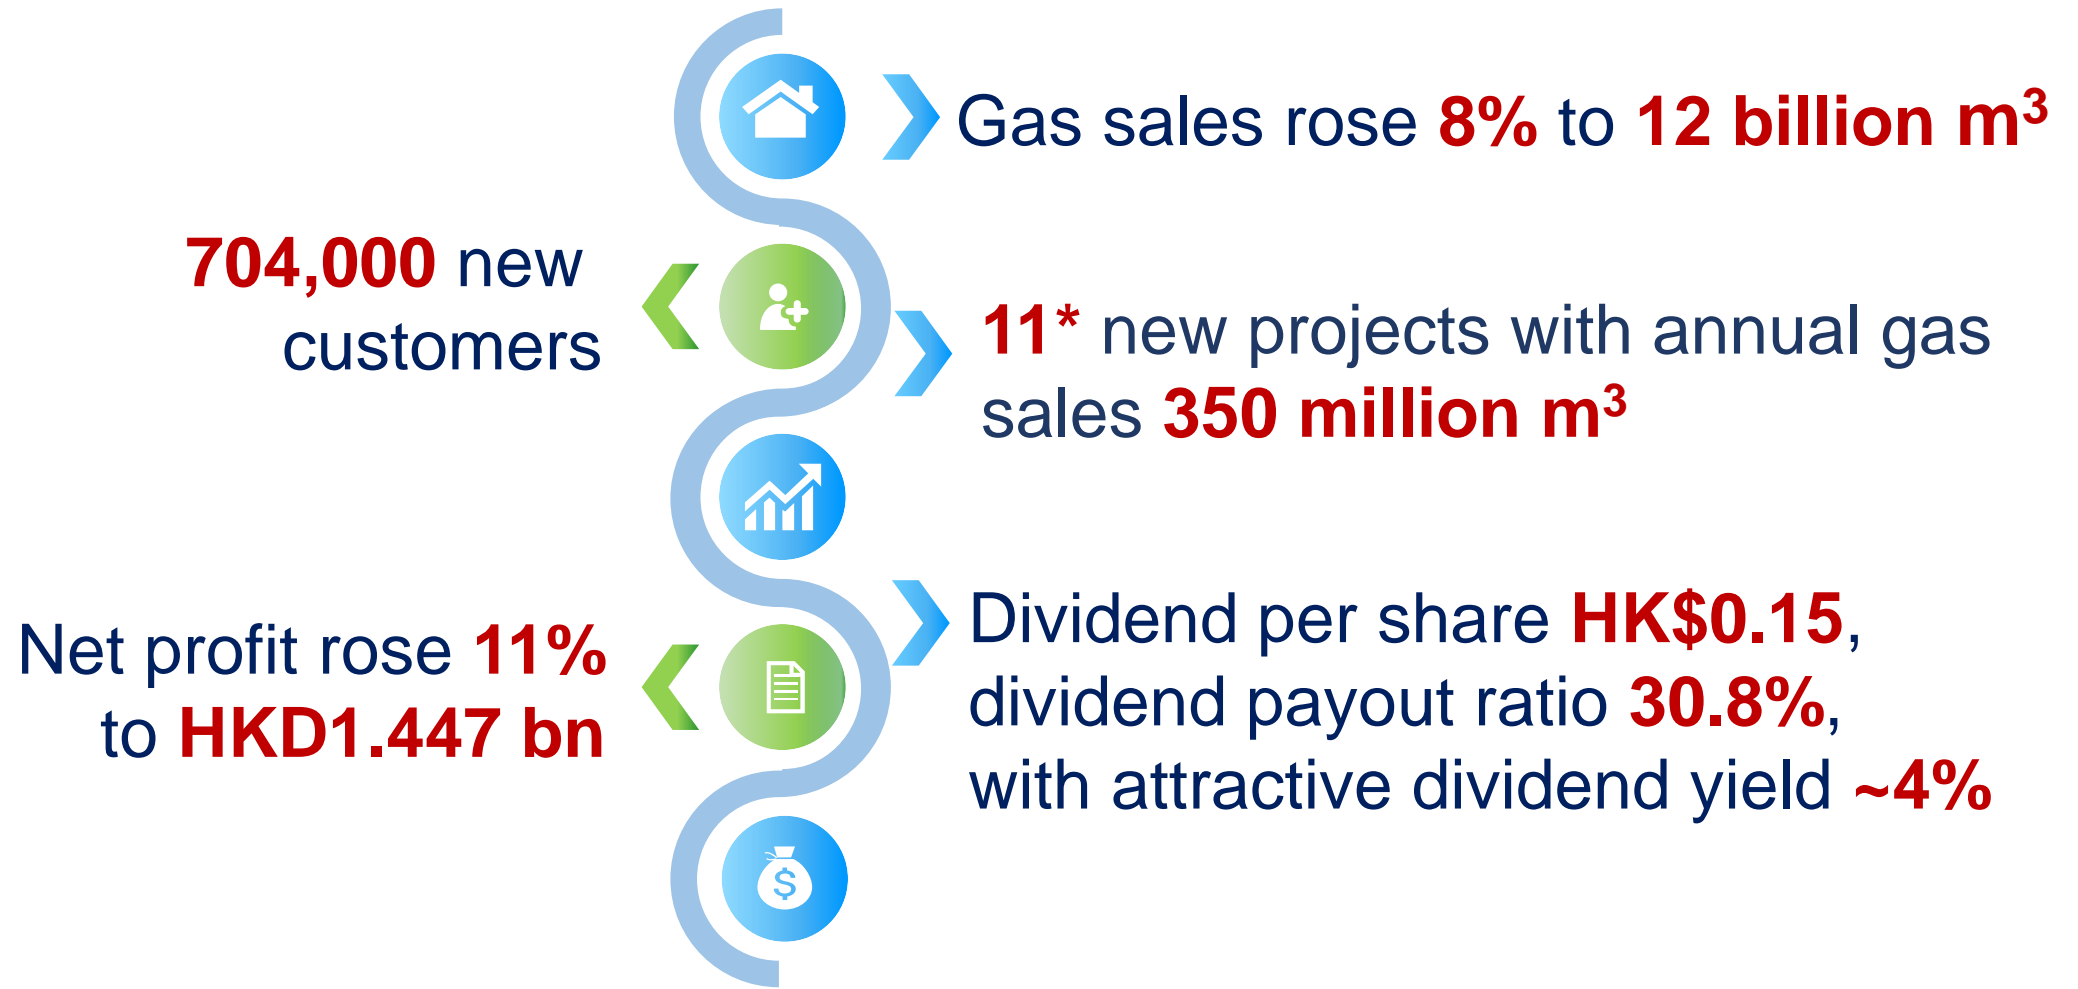 Gas sales rose 8% to 12 billion m³
704,000 new
customers
11* new projects with annual gas
sales 350 million m³
Net profit rose 11%
to HKD1.447 bn
Dividend per share HK$0.15,
dividend payout ratio 30.8%,
with attractive dividend yield ~4%
$